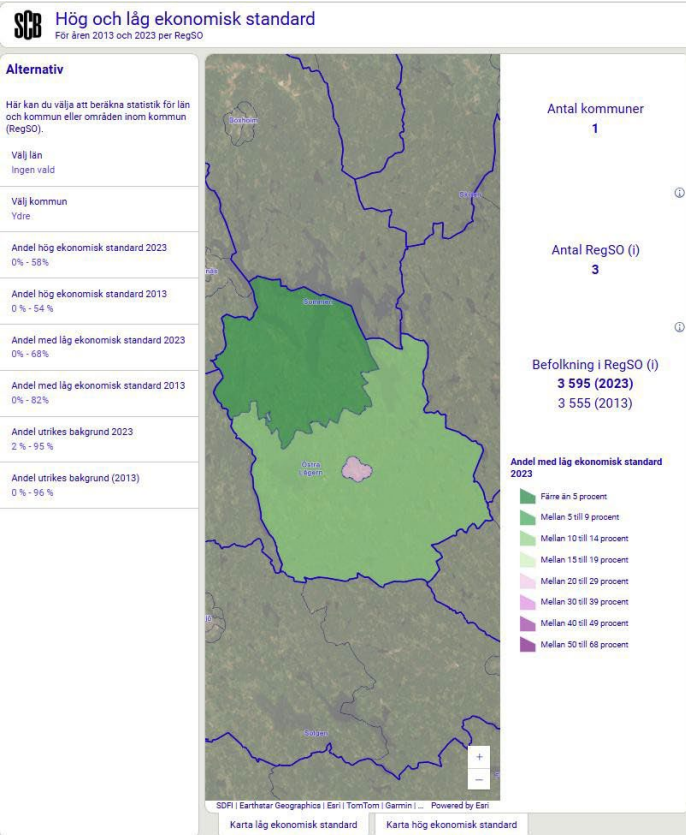 SCB
Hög och låg ekonomisk standard
För åren 2013 och 2023 per RegSO
Alternativ
Här kan du välja att beräkna statistik för län
och kommun eller områden inom kommun
(RegSO).
Välj län
Ingen vald
Välj kommun
Ydre
Andel hög ekonomisk standard 2023
0% - 58%
Andel hög ekonomisk standard 2013
0 % - 54 %
Andel med låg ekonomisk standard 2023
0% - 68%
Andel med låg ekonomisk standard 2013
0% - 82%
Andel utrikes bakgrund 2023
2 % - 95 %
Andel utrikes bakgrund (2013)
0 % - 96 %
Sommen
Östra
Lägern
Solgen
+
−
SDFI | Earthstar Geographics | Esri | TomTom | Garmin | ... Powered by Esri
Karta låg ekonomisk standard
Karta hög ekonomisk standard
Antal kommuner
1
Antal RegSO (i)
3
Befolkning i RegSO (i)
3 595 (2023)
3 555 (2013)
Andel med låg ekonomisk standard
2023
Färre än 5 procent
Mellan 5 till 9 procent
Mellan 10 till 14 procent
Mellan 15 till 19 procent
Mellan 20 till 29 procent
Mellan 30 till 39 procent
Mellan 40 till 49 procent
Mellan 50 till 68 procent